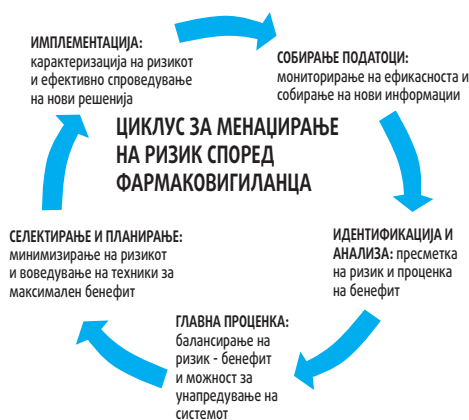 ИМПЛЕМЕНТАЦИЈА:
карактеризација на ризикот
и ефективно спроведување
на нови решенија
СОБИРАЊЕ ПОДАТОЦИ:
мониторирање на ефикасноста и
собирање на нови информации
ЦИКЛУС ЗА МЕНАЏИРАЊЕ
НА РИЗИК СПОРЕД
ФАРМАКОВИГИЛАНЦА
ИДЕНТИФИКАЦИЈА И
АНАЛИЗА: пресметка
на ризик и проценка
на бенефит
ГЛАВНА ПРОЦЕНКА:
балансирање на
ризик - бенефит
и можност за
унапредување на
системот
СЕЛЕКТИРАЊЕ И ПЛАНИРАЊЕ:
минимизирање на ризикот
и воведување на техники за
максимален бенефит